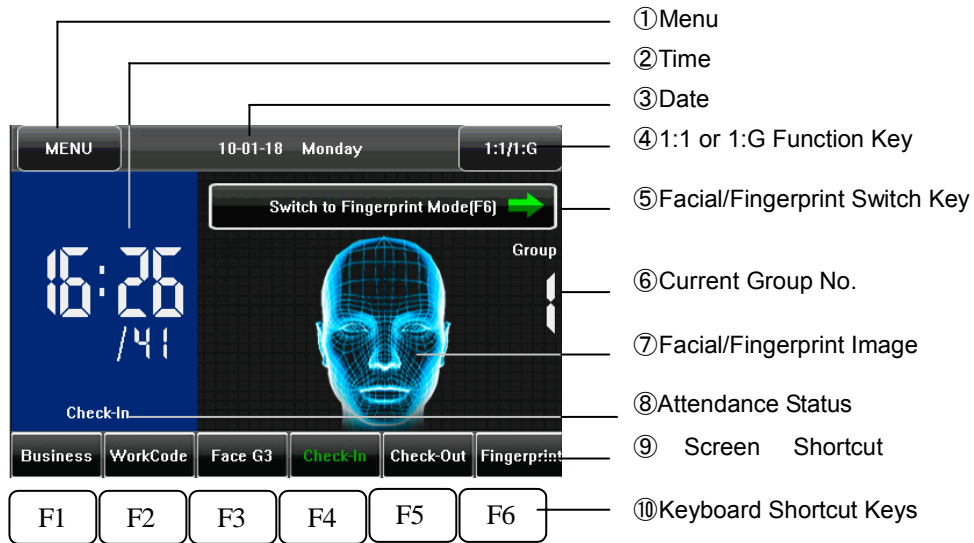 ①Menu
②Time
③Date
④1:1 or 1:G Function Key
⑤Facial/Fingerprint Switch Key
⑥Current Group No.
⑦Facial/Fingerprint Image
⑧Attendance Status
⑨ Screen Shortcut
⑩Keyboard Shortcut Keys
MENU 10-01-18 Monday 1:1/1:G
Switch to Fingerprint Mode(F6)
Group
1
16:26
/41
Check-In
Business WorkCode Face G3 Check-In Check-Out Fingerprint
F1 F2 F3 F4 F5 F6